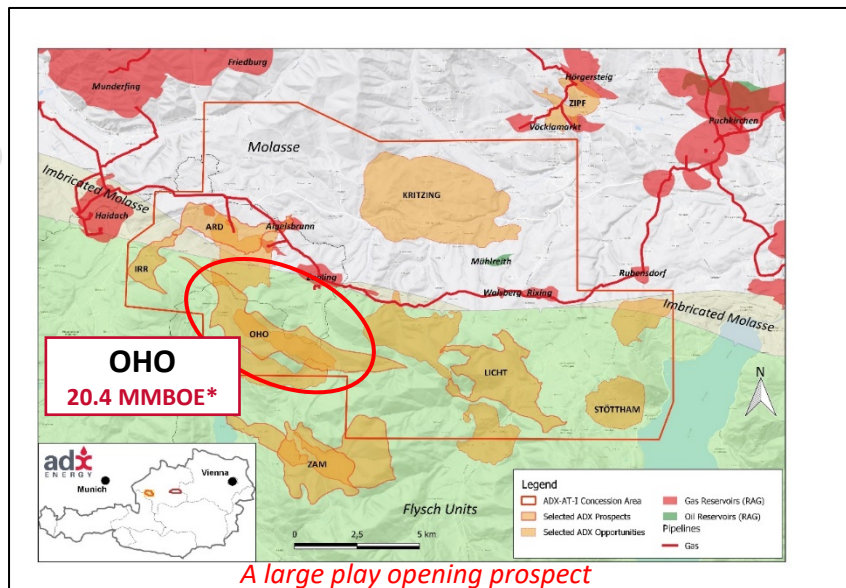 Friedburg
Munderfing
Hörgersteig
ZIPF
Vöcklamarkt
Puchkirchen
Molasse
Imbricated Molasse
KRITZING
Haidach
ARD
Aigelsbrunn
IRR
Mühlreith
Rubensdorf
Walsberg Rixing
Imbricated Molasse
OHO
OHO
20.4 MMBOE*
LICHT
STÖTTHAM
N
ZAM
Flysch Units
adx
ENERGY
Vienna
Munich
0 2,5 5 km
Legend
ADX-AT-I Concession Area
Selected ADX Prospects
Selected ADX Opportunities
Gas Reservoirs (RAG)
Oil Reservoirs (RAG)
Pipelines
Gas
A large play opening prospect